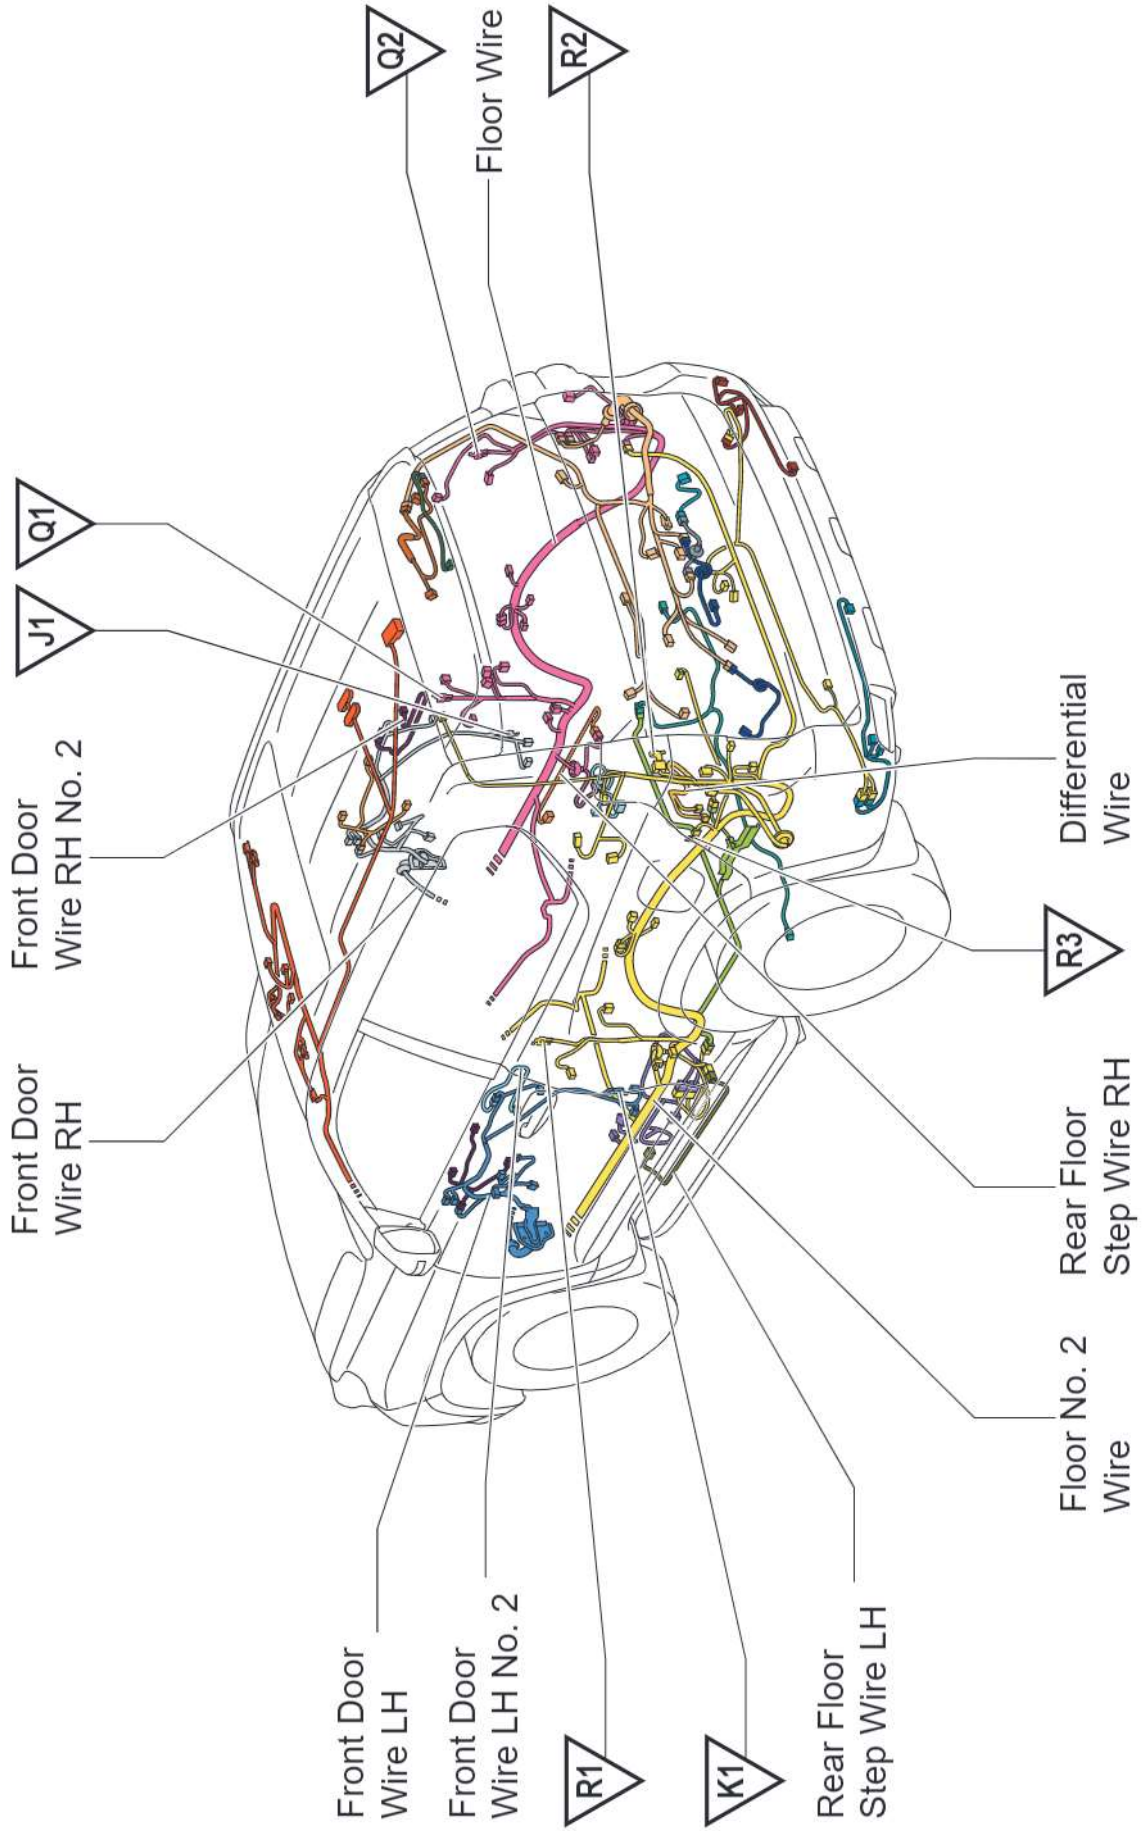 Front Door
Wire RH
Front Door
Wire RH No. 2
J1
Q1
Front Door
Wire LH
Front Door
Wire LH No. 2
R1
K1
Rear Floor
Step Wire LH
Q2
Floor Wire
R2
Floor No. 2
Wire
Rear Floor
Step Wire RH
R3
Differential
Wire